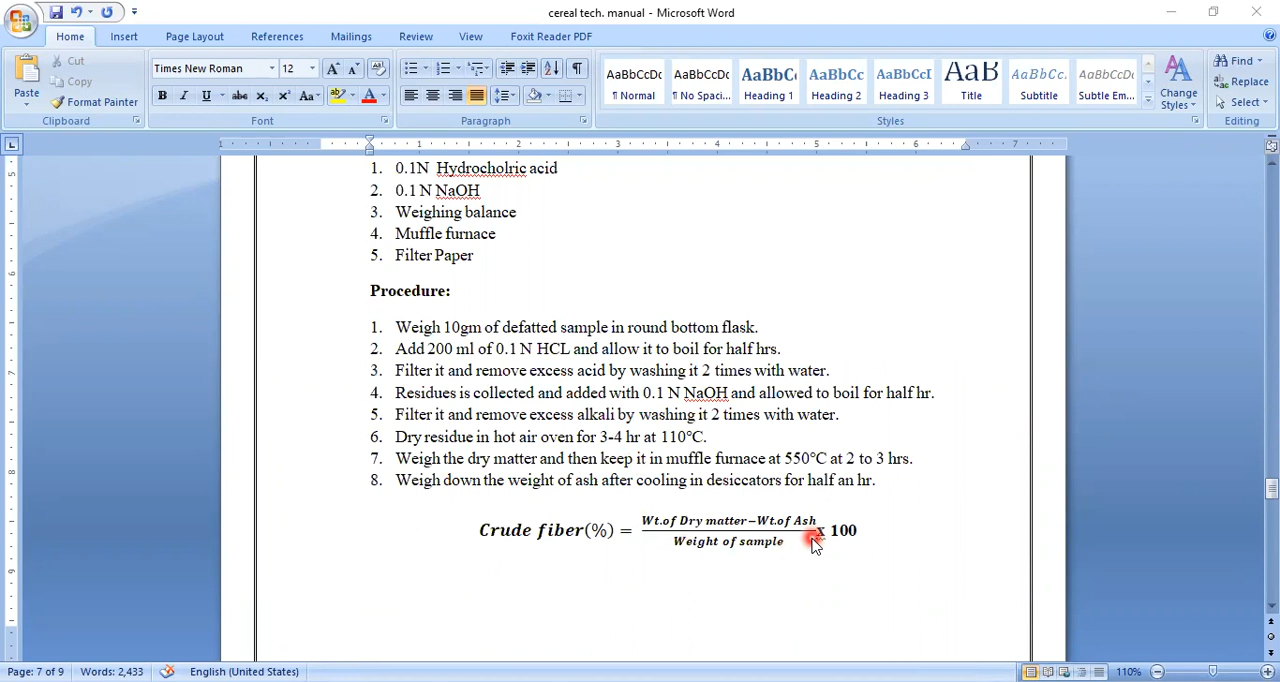 cereal tech. manual - Microsoft Word
Home Insert Page Layout References Mailings Review View Foxit Reader PDF
Cut
Copy
Format Painter
Paste
Clipboard
Times New Roman 12
Font
Paragraph
AaBbCcDc AaBbCcDc AaBbC AaBbCc AaBbCcI AaB AaBbCcI AaBbCcDc
¶ Normal ¶ No Spaci... Heading 1 Heading 2 Heading 3 Title Subtitle Subtle Em...
Change
Styles
Styles
Find
Replace
Select
Editing
1 1 2 3 4 5 6 7
1. 0.1N Hydrocholric acid
2. 0.1 N NaOH
3. Weighing balance
4. Muffle furnace
5. Filter Paper
Procedure:
1. Weigh 10gm of defatted sample in round bottom flask.
2. Add 200 ml of 0.1 N HCL and allow it to boil for half hrs.
3. Filter it and remove excess acid by washing it 2 times with water.
4. Residues is collected and added with 0.1 N NaOH and allowed to boil for half hr.
5. Filter it and remove excess alkali by washing it 2 times with water.
6. Dry residue in hot air oven for 3-4 hr at 110°C.
7. Weigh the dry matter and then keep it in muffle furnace at 550°C at 2 to 3 hrs.
8. Weigh down the weight of ash after cooling in desiccators for half an hr.
Crude fiber(%) = Wt.of Dry matter−Wt.of Ash x 100
Weight of sample
Page: 7 of 9 Words: 2,433 English (United States) 110%